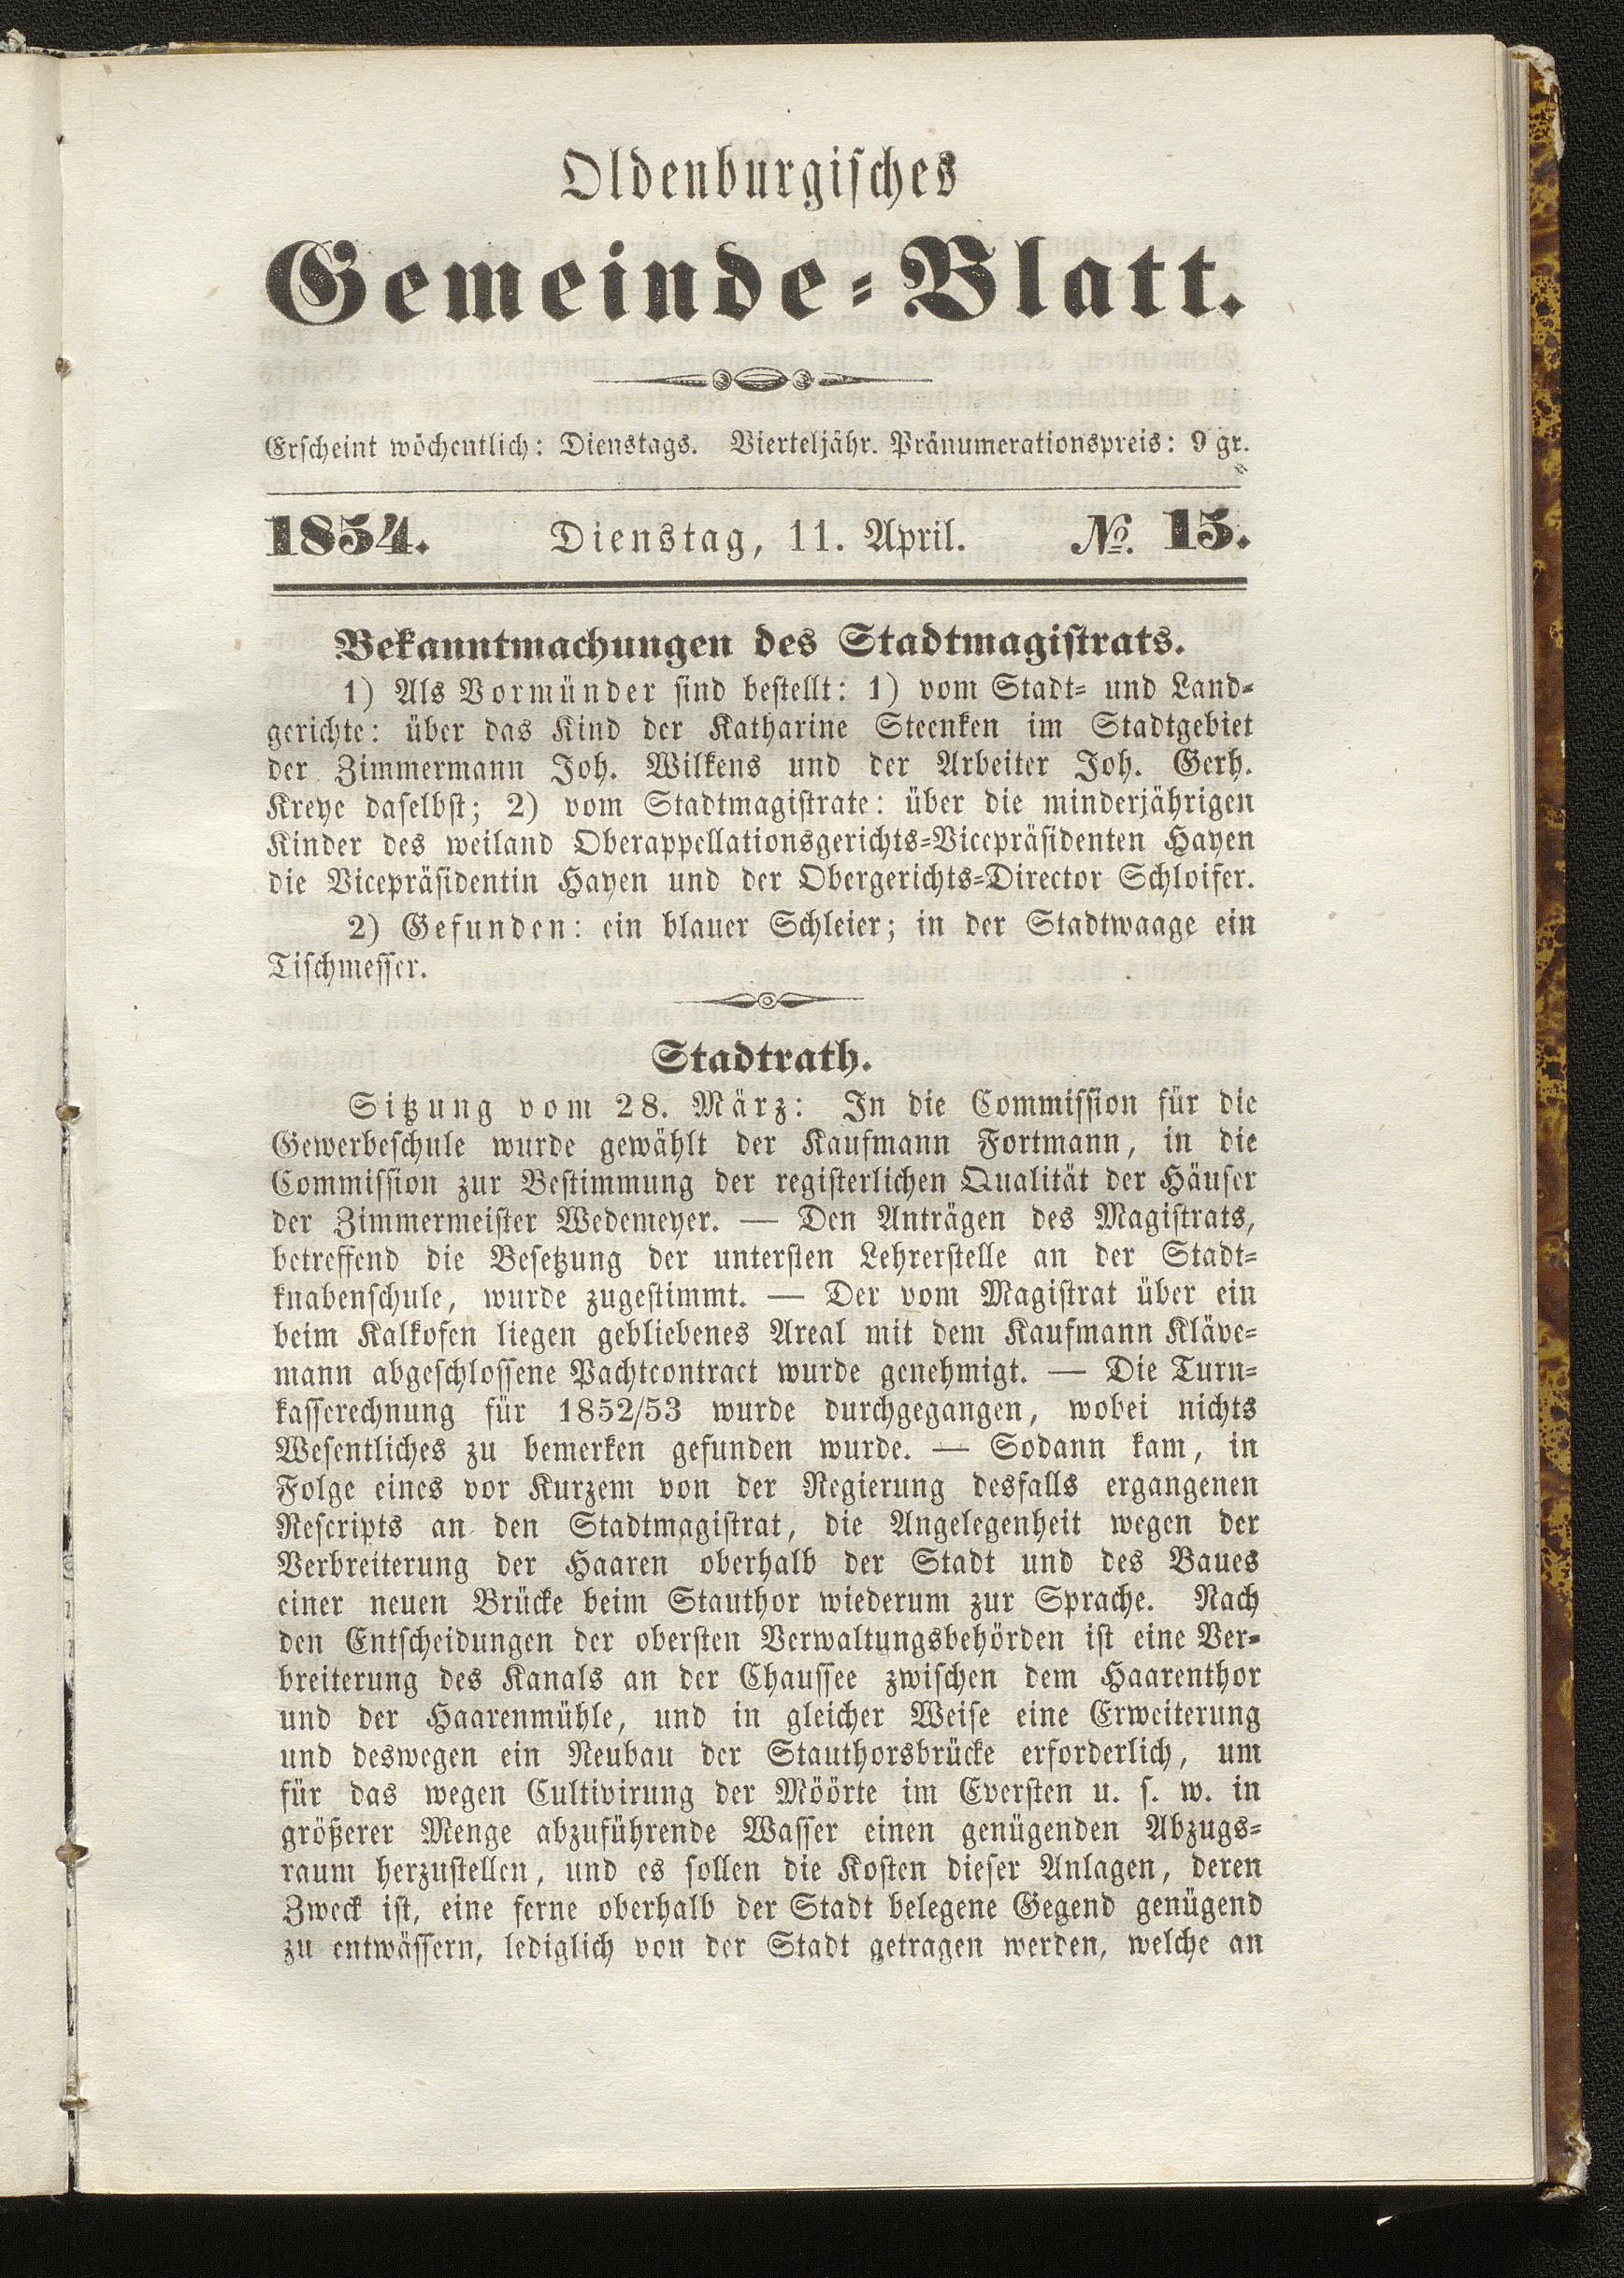 Oldenburgisches
Gemeinde-Blatt.
Erscheint wöchentlich: Dienstags. Vierteljähr. Pränumerationspreis: 9 gr.
1854. Dienstag, 11. April. No. 15.
Bekanntmachungen des Stadtmagistrats.
1) Als Vormünder sind bestellt: 1) vom Stadt- und Land-
gerichte: über das Kind der Katharine Steenken im Stadtgebiet
der Zimmermann Joh. Wilkens und der Arbeiter Joh. Gerh.
Kreye daselbst; 2) vom Stadtmagistrate: über die minderjährigen
Kinder des weiland Oberappellationsgerichts-Vicepräsidenten Hayen
die Vicepräsidentin Hayen und der Obergerichts-Director Schloifer.
2) Gefunden: ein blauer Schleier; in der Stadtwaage ein
Tischmesser.
Stadtrath.
Sitzung vom 28. März: In die Commission für die
Gewerbeschule wurde gewählt der Kaufmann Fortmann, in die
Commission zur Bestimmung der registerlichen Qualität der Häuser
der Zimmermeister Wedemeyer. — Den Anträgen des Magistrats,
betreffend die Besetzung der untersten Lehrerstelle an der Stadt-
knabenschule, wurde zugestimmt. — Der vom Magistrat über ein
beim Kalkofen liegen gebliebenes Areal mit dem Kaufmann Kläve-
mann abgeschlossene Pachtcontract wurde genehmigt. — Die Turn-
kasserechnung für 1852/53 wurde durchgegangen, wobei nichts
Wesentliches zu bemerken gefunden wurde. — Sodann kam, in
Folge eines vor Kurzem von der Regierung desfalls ergangenen
Rescripts an den Stadtmagistrat, die Angelegenheit wegen der
Verbreiterung der Haaren oberhalb der Stadt und des Baues
einer neuen Brücke beim Stauthor wiederum zur Sprache. Nach
den Entscheidungen der obersten Verwaltungsbehörden ist eine Ver-
breiterung des Kanals an der Chaussee zwischen dem Haarenthor
und der Haarenmühle, und in gleicher Weise eine Erweiterung
und deswegen ein Neubau der Stauthorsbrücke erforderlich, um
für das wegen Cultivirung der Möörte im Eversten u. s. w. in
größerer Menge abzuführende Wasser einen genügenden Abzugs-
raum herzustellen, und es sollen die Kosten dieser Anlagen, deren
Zweck ist, eine ferne oberhalb der Stadt belegene Gegend genügend
zu entwässern, lediglich von der Stadt getragen werden, welche an